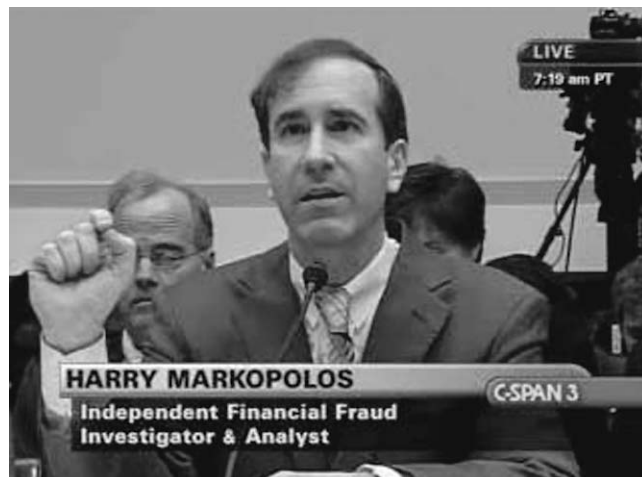 LIVE
7:19 am PT
HARRY MARKOPOLOS
C-SPAN 3
Independent Financial Fraud
Investigator & Analyst